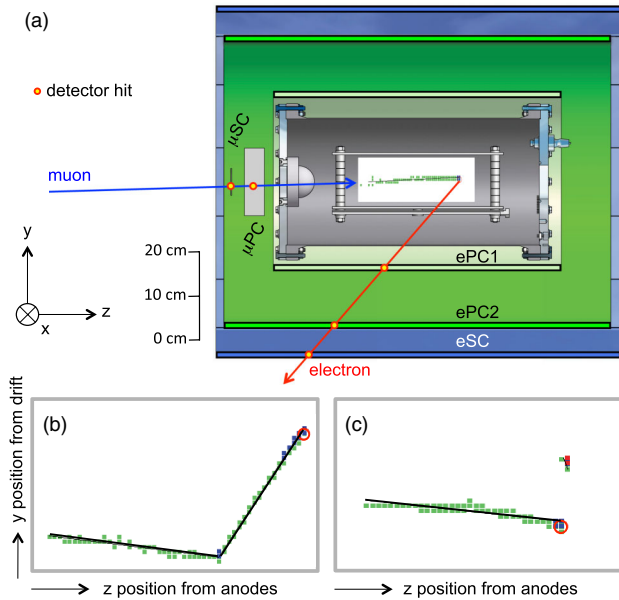 (a)
detector hit
μSC
muon
μPC
y
z
x
20 cm
10 cm
0 cm
ePC1
ePC2
eSC
electron
(b)
(c)
y position from drift
z position from anodes
z position from anodes